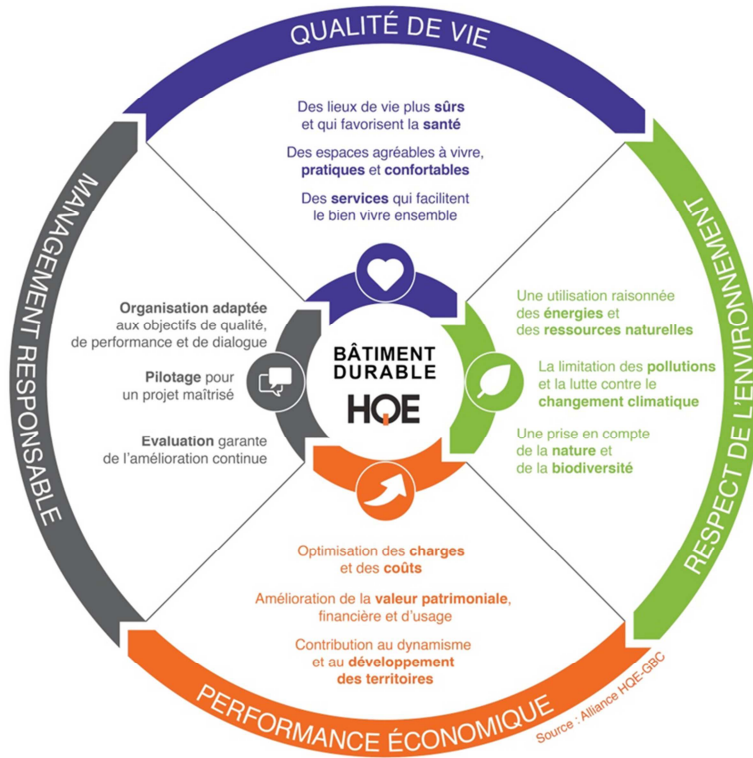 QUALITÉ DE VIE
Des lieux de vie plus sûrs
et qui favorisent la santé
Des espaces agréables à vivre,
pratiques et confortables
Des services qui facilitent
le bien vivre ensemble
RESPECT DE L'ENVIRONNEMENT
Une utilisation raisonnée
des énergies et
des ressources naturelles
La limitation des pollutions
et la lutte contre le
changement climatique
Une prise en compte
de la nature et
de la biodiversité
PERFORMANCE ÉCONOMIQUE
Optimisation des charges
et des coûts
Amélioration de la valeur patrimoniale,
financière et d'usage
Contribution au dynamisme
et au développement
des territoires
MANAGEMENT RESPONSABLE
Organisation adaptée
aux objectifs de qualité,
de performance et de dialogue
Pilotage pour
un projet maîtrisé
Evaluation garante
de l'amélioration continue
BÂTIMENT
DURABLE
HQE
Source : Alliance HQE-GBC